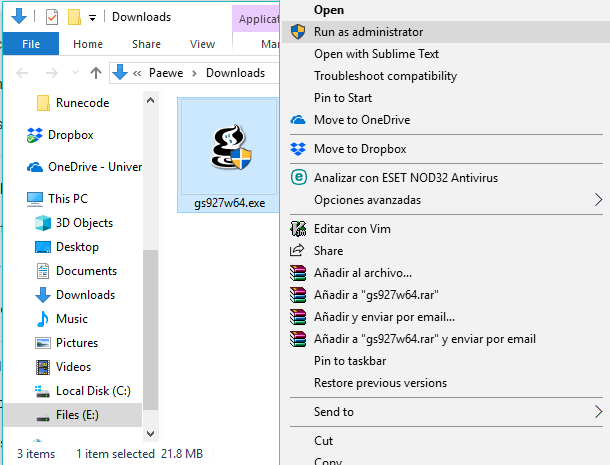 Downloads
Applicati
File
Home
Share
View
Ma
Paewe
Downloads
Runecode
Dropbox
OneDrive - Univer
This PC
3D Objects
Desktop
Documents
Downloads
Music
Pictures
Videos
Local Disk (C:)
Files (E:)
gs927w64.exe
3 items
1 item selected 21.8 MB
Open
Run as administrator
Open with Sublime Text
Troubleshoot compatibility
Pin to Start
Move to OneDrive
Move to Dropbox
Analizar con ESET NOD32 Antivirus
Opciones avanzadas
Editar con Vim
Share
Añadir al archivo...
Añadir a "gs927w64.rar"
Añadir y enviar por email...
Añadir a "gs927w64.rar" y enviar por email
Pin to taskbar
Restore previous versions
Send to
Cut
Copy